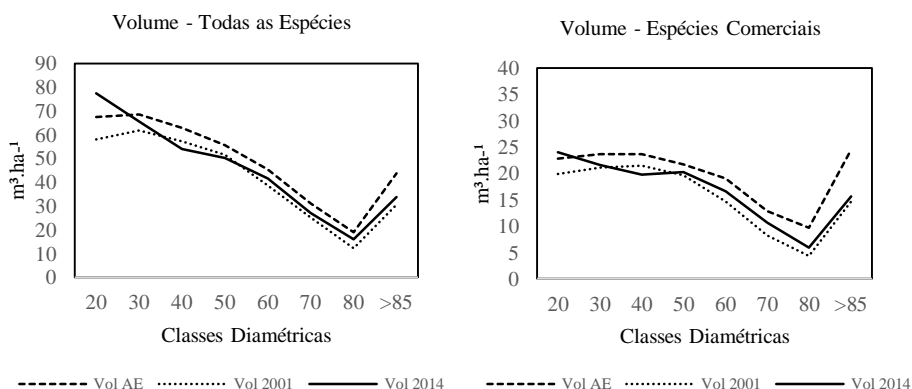 Volume - Todas as Espécies
90
80
70
60
50
40
30
20
10
0
m³.ha-¹
20 30 40 50 60 70 80 >85
Classes Diamétricas
Vol AE Vol 2001 Vol 2014
Volume - Espécies Comerciais
40
35
30
25
20
15
10
5
0
m³.ha-¹
20 30 40 50 60 70 80 >85
Classes Diamétricas
Vol AE Vol 2001 Vol 2014